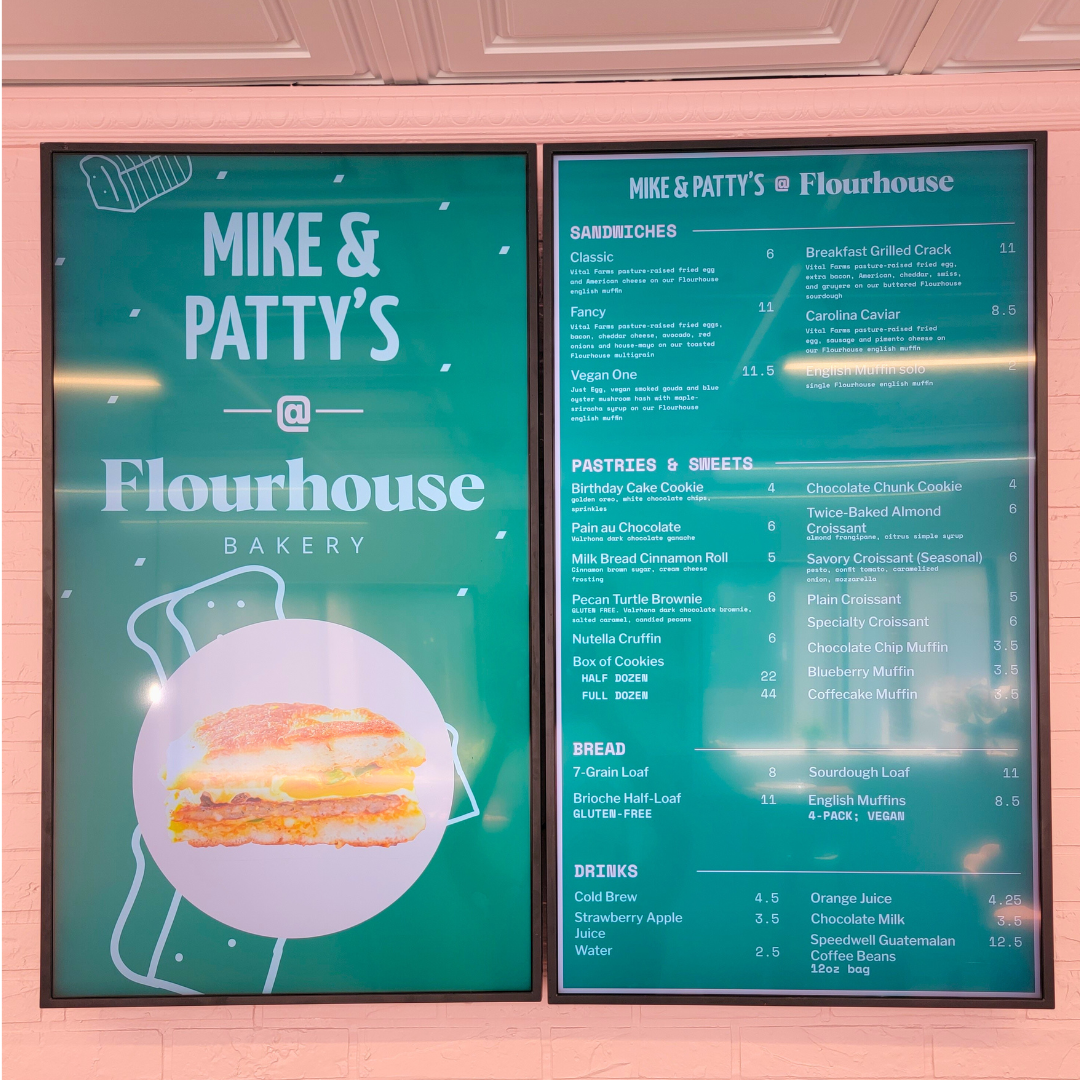 MIKE &
PATTY'S
@
Flourhouse
BAKERY
MIKE & PATTY'S @ Flourhouse
SANDWICHES
Classic 6
Vital Farms pasture-raised fried egg
and American cheese on our Flourhouse
english muffin
Fancy 11
Vital Farms pasture-raised fried eggs,
bacon, cheddar cheese, avocado, red
onions and house-mayo on our toasted
Flourhouse multigrain
Vegan One 11.5
Just Egg, vegan smoked gouda and blue
oyster mushroom hash with maple-
sriracha syrup on our Flourhouse
english muffin
Breakfast Grilled Crack 11
Vital Farms pasture-raised fried egg,
extra bacon, American, cheddar, swiss,
and gruyere on our buttered Flourhouse
sourdough
Carolina Caviar 8.5
Vital Farms pasture-raised fried
egg, sausage and pimento cheese on
our Flourhouse english muffin
English Muffin solo 2
single Flourhouse english muffin
PASTRIES & SWEETS
Birthday Cake Cookie 4
golden oreo, white chocolate chips,
sprinkles
Pain au Chocolate 6
Valrhona dark chocolate ganache
Milk Bread Cinnamon Roll 5
Cinnamon brown sugar, cream cheese
frosting
Pecan Turtle Brownie 6
GLUTEN FREE. Valrhona dark chocolate brownie,
salted caramel, candied pecans
Nutella Cruffin 6
Box of Cookies
HALF DOZEN 22
FULL DOZEN 44
Chocolate Chunk Cookie 4
Twice-Baked Almond 6
Croissant
almond frangipane, citrus simple syrup
Savory Croissant (Seasonal) 6
pesto, confit tomato, caramelized
onion, mozzarella
Plain Croissant 5
Specialty Croissant 6
Chocolate Chip Muffin 3.5
Blueberry Muffin 3.5
Coffecake Muffin 3.5
BREAD
7-Grain Loaf 8
Brioche Half-Loaf 11
GLUTEN-FREE
Sourdough Loaf 11
English Muffins 8.5
4-PACK; VEGAN
DRINKS
Cold Brew 4.5
Strawberry Apple 3.5
Juice
Water 2.5
Orange Juice 4.25
Chocolate Milk 3.5
Speedwell Guatemalan 12.5
Coffee Beans
12oz bag